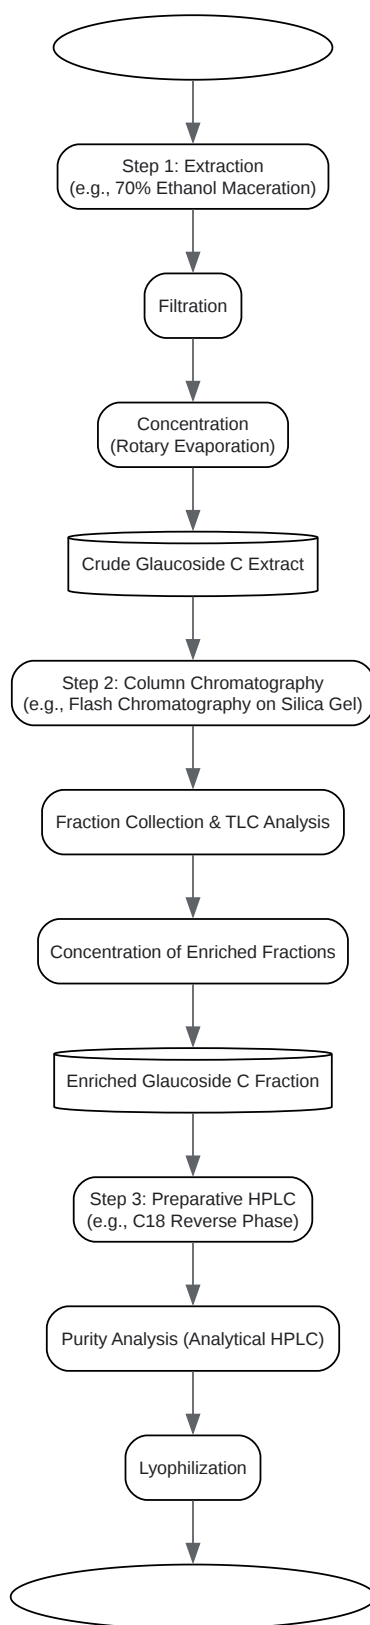 Step 1: Extraction
(e.g., 70% Ethanol Maceration)
Filtration
Concentration
(Rotary Evaporation)
Crude Glaucoside C Extract
Step 2: Column Chromatography
(e.g., Flash Chromatography on Silica Gel)
Fraction Collection & TLC Analysis
Concentration of Enriched Fractions
Enriched Glaucoside C Fraction
Step 3: Preparative HPLC
(e.g., C18 Reverse Phase)
Purity Analysis (Analytical HPLC)
Lyophilization